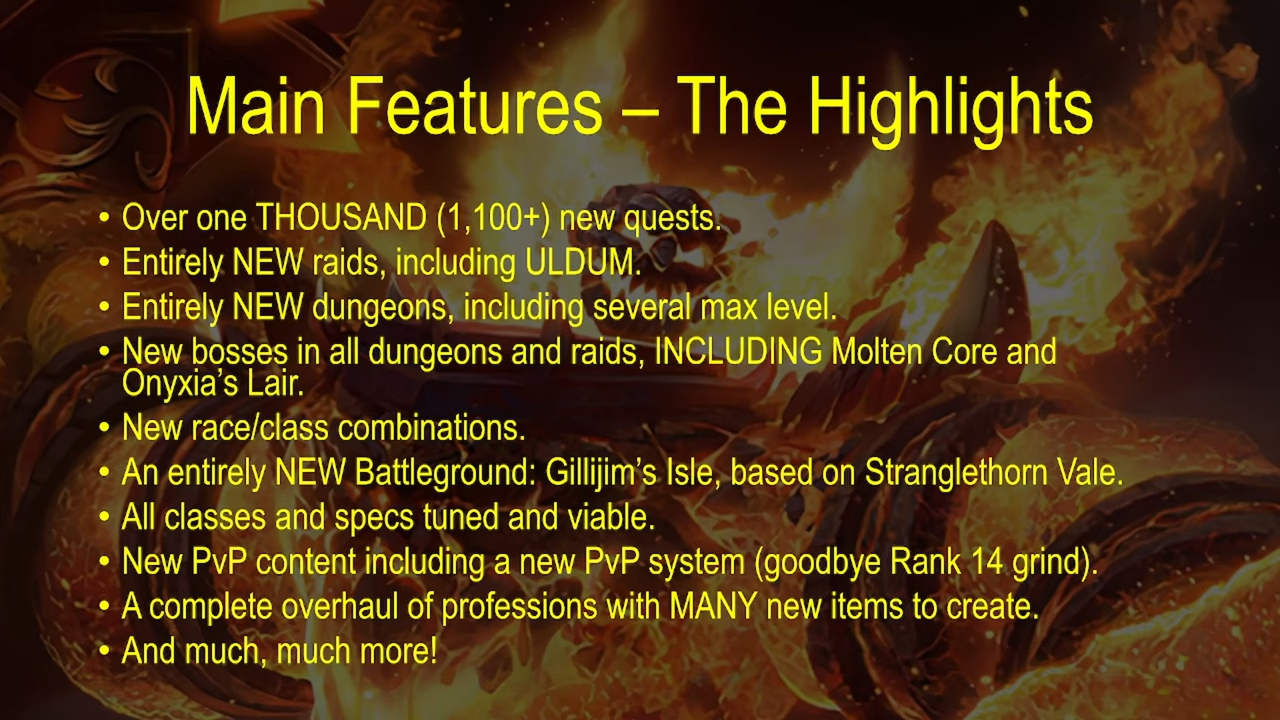 Main Features – The Highlights
• Over one THOUSAND (1,100+) new quests.
• Entirely NEW raids, including ULDUM.
• Entirely NEW dungeons, including several max level.
• New bosses in all dungeons and raids, INCLUDING Molten Core and
Onyxia’s Lair.
• New race/class combinations.
• An entirely NEW Battleground: Gillijim’s Isle, based on Stranglethorn Vale.
• All classes and specs tuned and viable.
• New PvP content including a new PvP system (goodbye Rank 14 grind).
• A complete overhaul of professions with MANY new items to create.
• And much, much more!